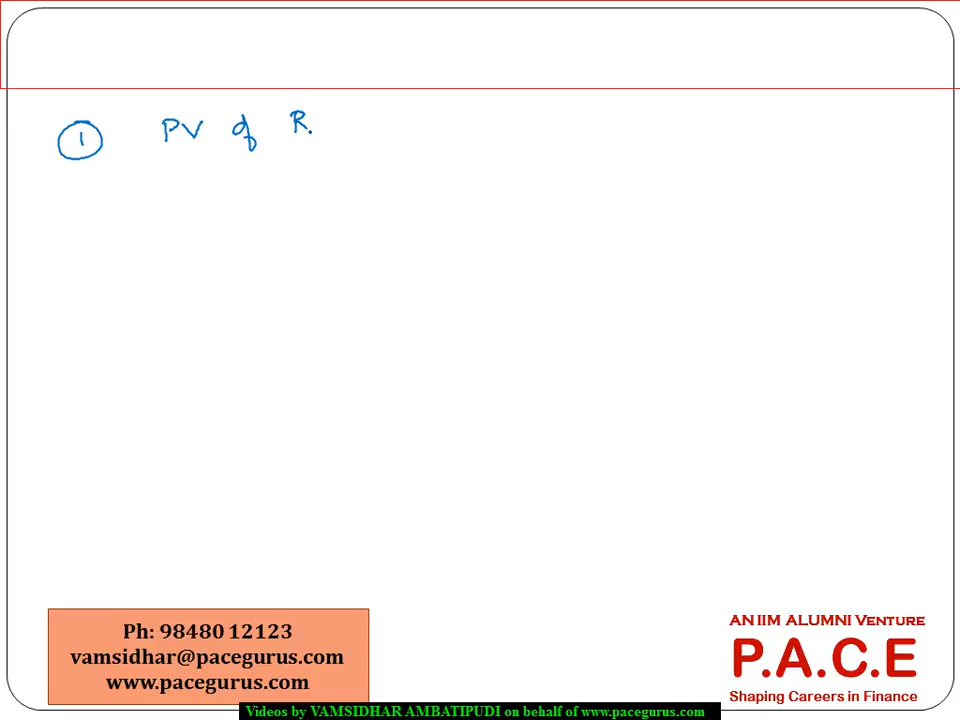 1 PV of R
AN IIM ALUMNI VENTURE
P.A.C.E
Shaping Careers in Finance
Ph: 98480 12123
vamsidhar@pacegurus.com
www.pacegurus.com
Videos by VAMSIDHAR AMBATIPUDI on behalf of www.pacegurus.com